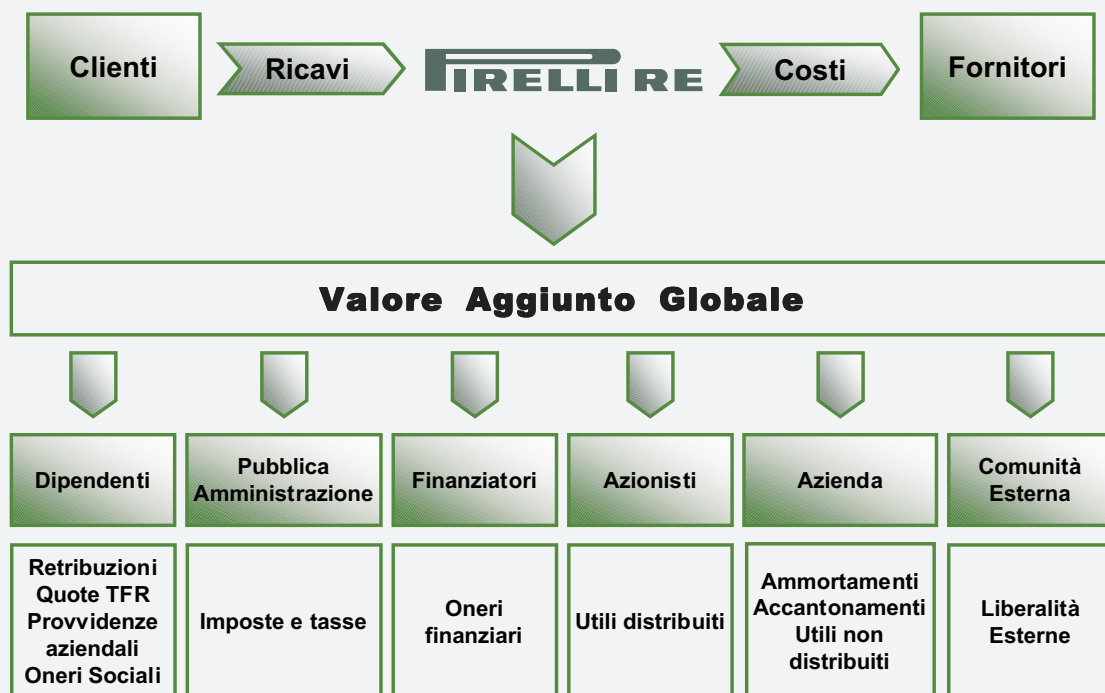 Clienti
Ricavi
PIRELLI RE
Costi
Fornitori
Valore Aggiunto Globale
Dipendenti
Pubblica
Amministrazione
Finanziatori
Azionisti
Azienda
Comunità
Esterna
Retribuzioni
Quote TFR
Provvidenze
aziendali
Oneri Sociali
Imposte e tasse
Oneri
finanziari
Utili distribuiti
Ammortamenti
Accantonamenti
Utili non
distribuiti
Liberalità
Esterne